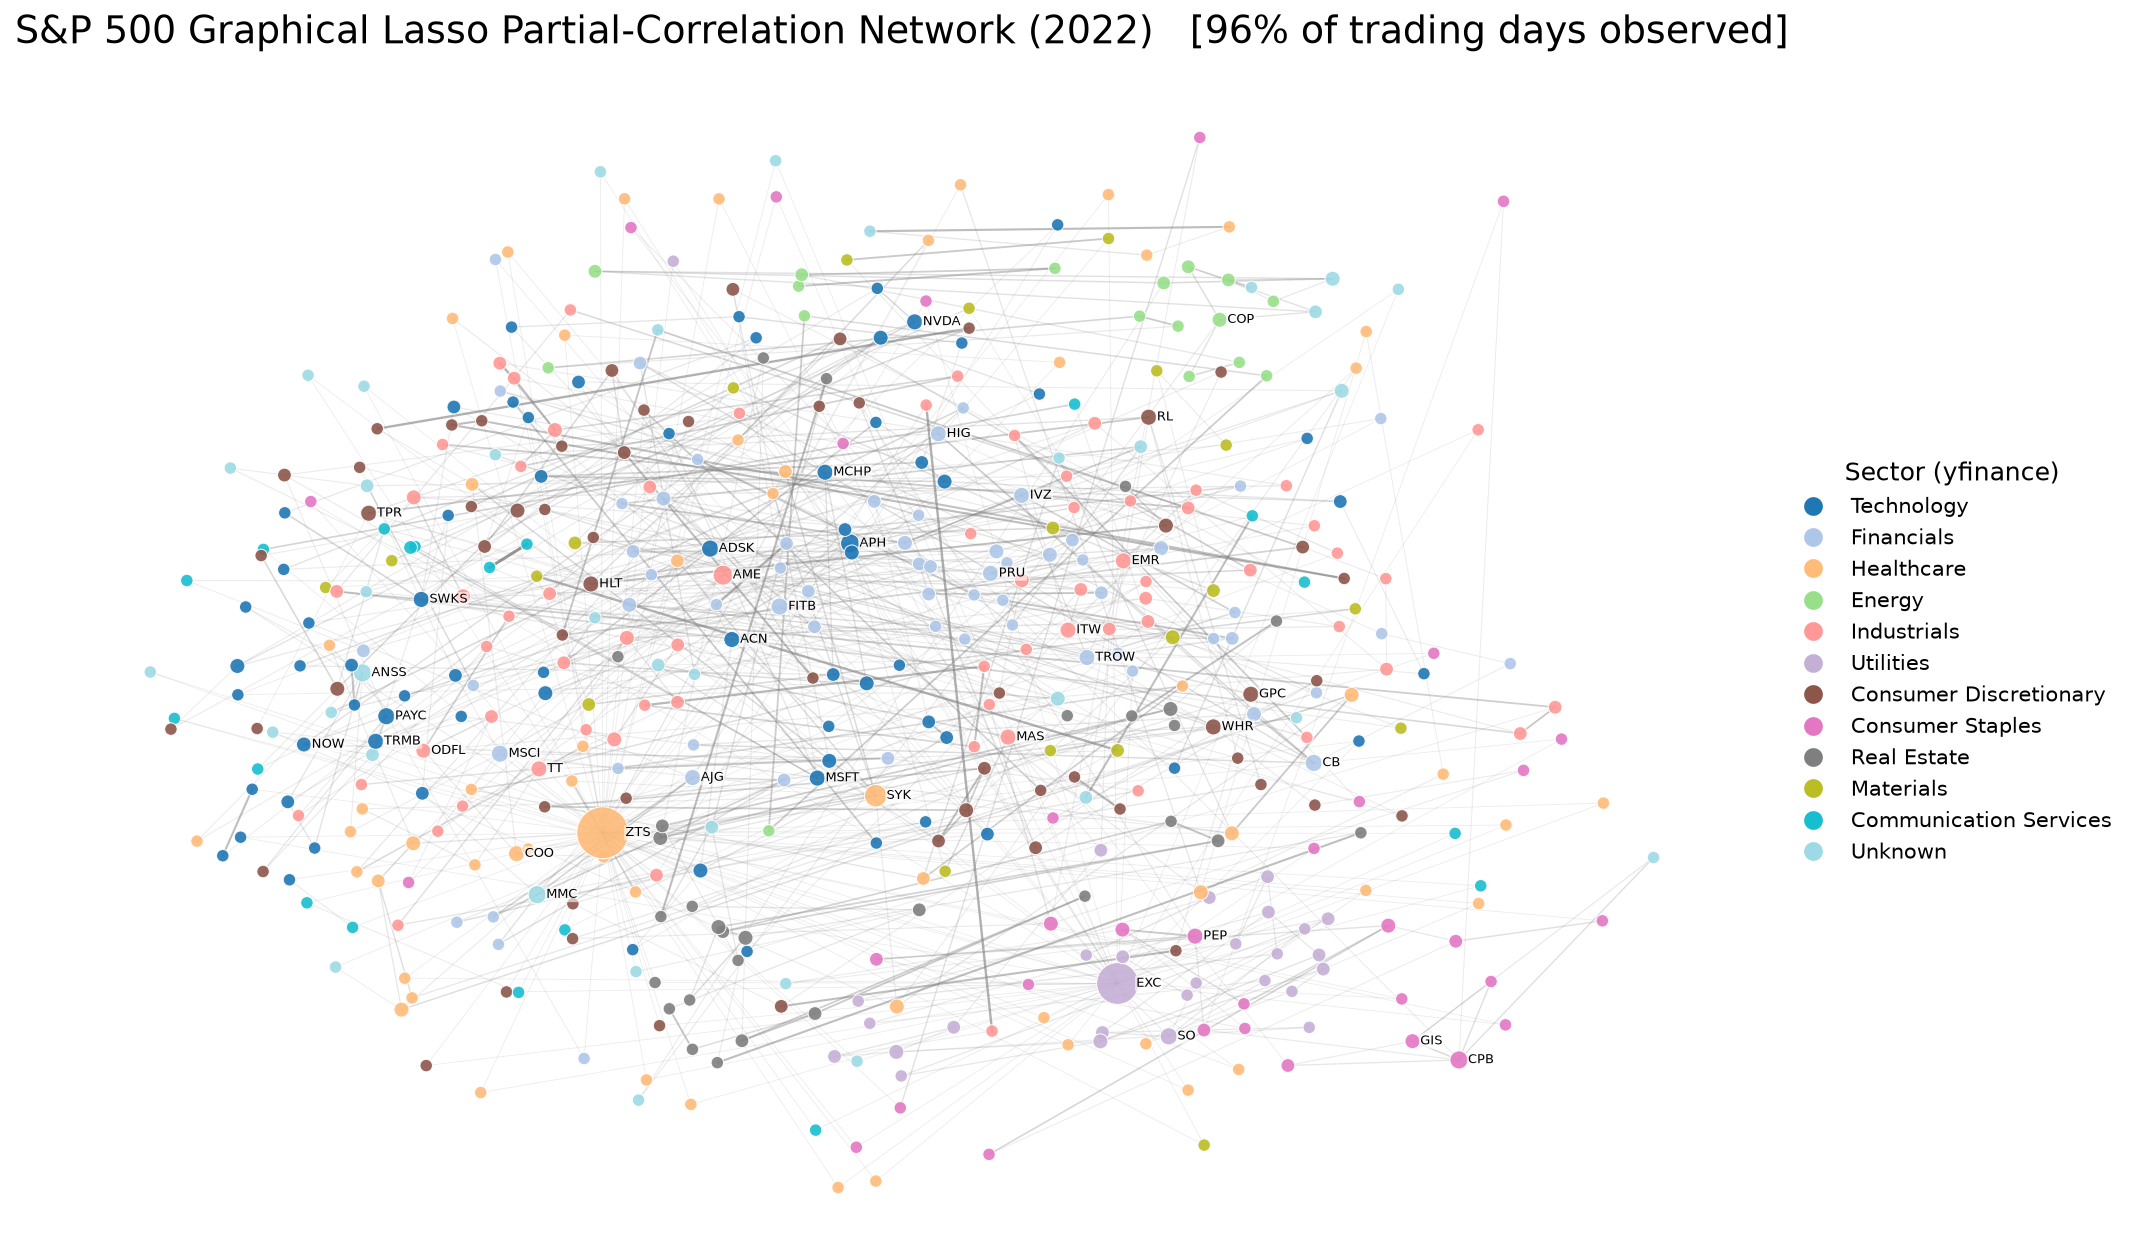 S&P 500 Graphical Lasso Partial-Correlation Network (2022)   [96% of trading days observed]
NVDA
COP
RL
HIG
MCHP
IVZ
TPR
APH
ADSK
EMR
PRU
AME
HLT
SWKS
FITB
ITW
ACN
TROW
ANSS
GPC
PAYC
WHR
MAS
TRMB
NOW
ODFL
MSCI
CB
TT
AJG
MSFT
SYK
ZTS
COO
MMC
PEP
EXC
SO
GIS
CPB
Sector (yfinance)
Technology
Financials
Healthcare
Energy
Industrials
Utilities
Consumer Discretionary
Consumer Staples
Real Estate
Materials
Communication Services
Unknown